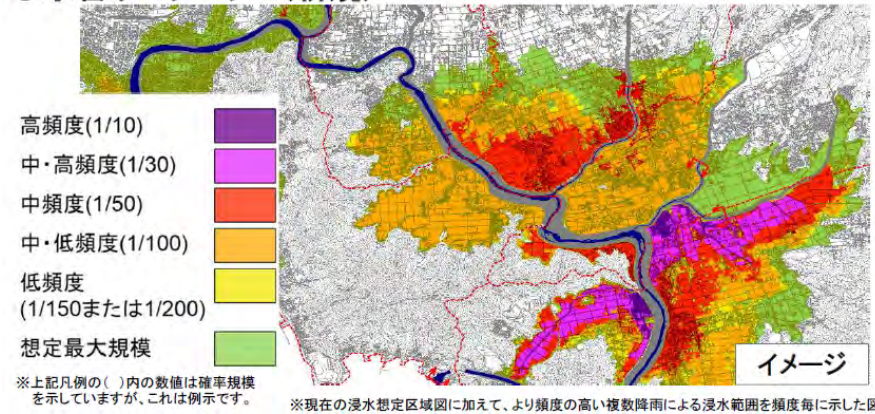 高頻度(1/10)
中・高頻度(1/30)
中頻度(1/50)
中・低頻度(1/100)
低頻度
(1/150または1/200)
想定最大規模
※上記凡例の( )内の数値は確率規模
を示していますが、これは例示です。
イメージ
※現在の浸水想定区域図に加えて、より頻度の高い複数降雨による浸水範囲を頻度毎に示した図